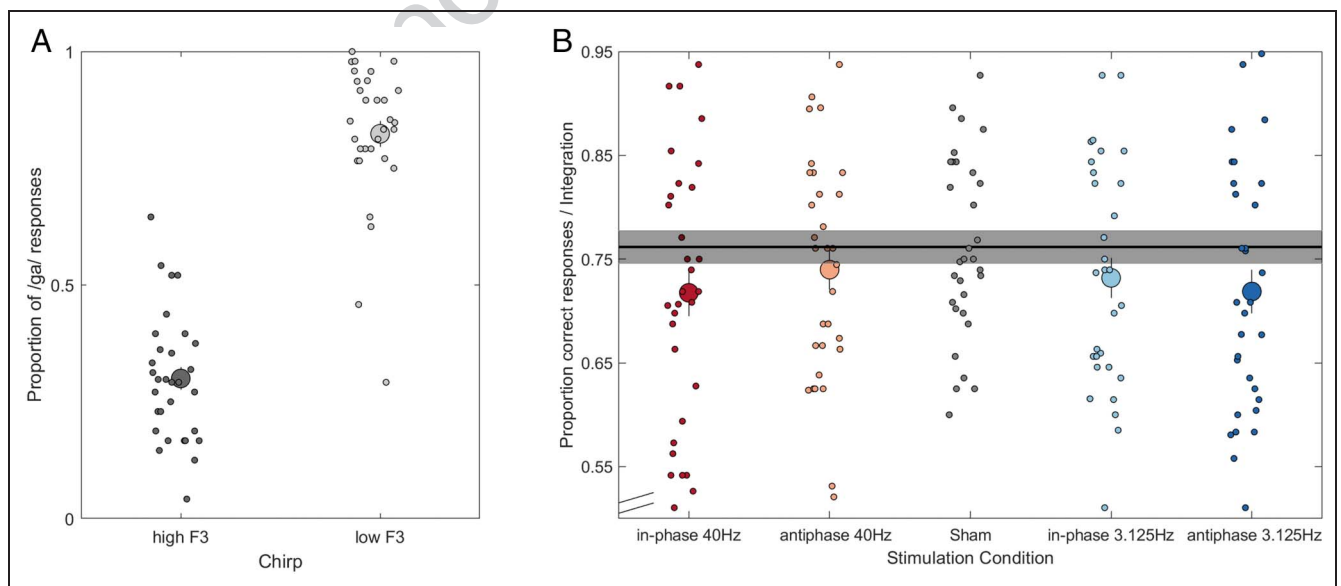 A
B
Proportion of /ga/ responses
1
0.5
0
high F3
low F3
Chirp
Proportion correct responses / Integration
0.95
0.85
0.75
0.65
0.55
in-phase 40Hz
antiphase 40Hz
Sham
in-phase 3.125Hz
antiphase 3.125Hz
Stimulation Condition